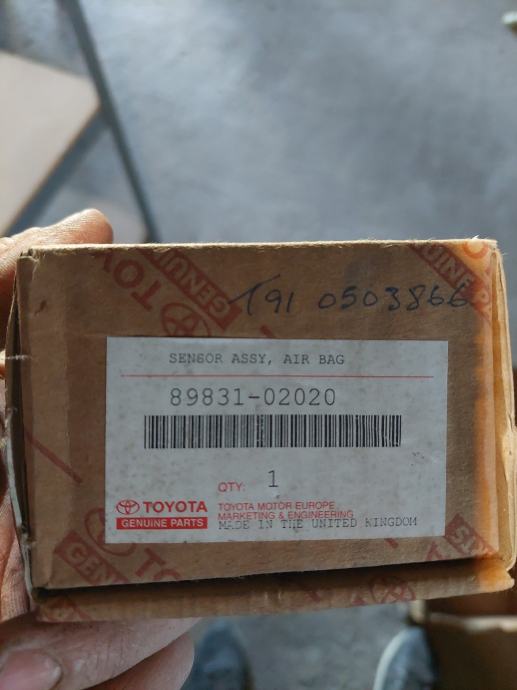 191 0503866
SENSOR ASSY, AIR BAG
89831-02020
QTY: 1
TOYOTA
GENUINE PARTS
TOYOTA MOTOR EUROPE
MARKETING & ENGINEERING
MADE IN THE UNITED KINGDOM